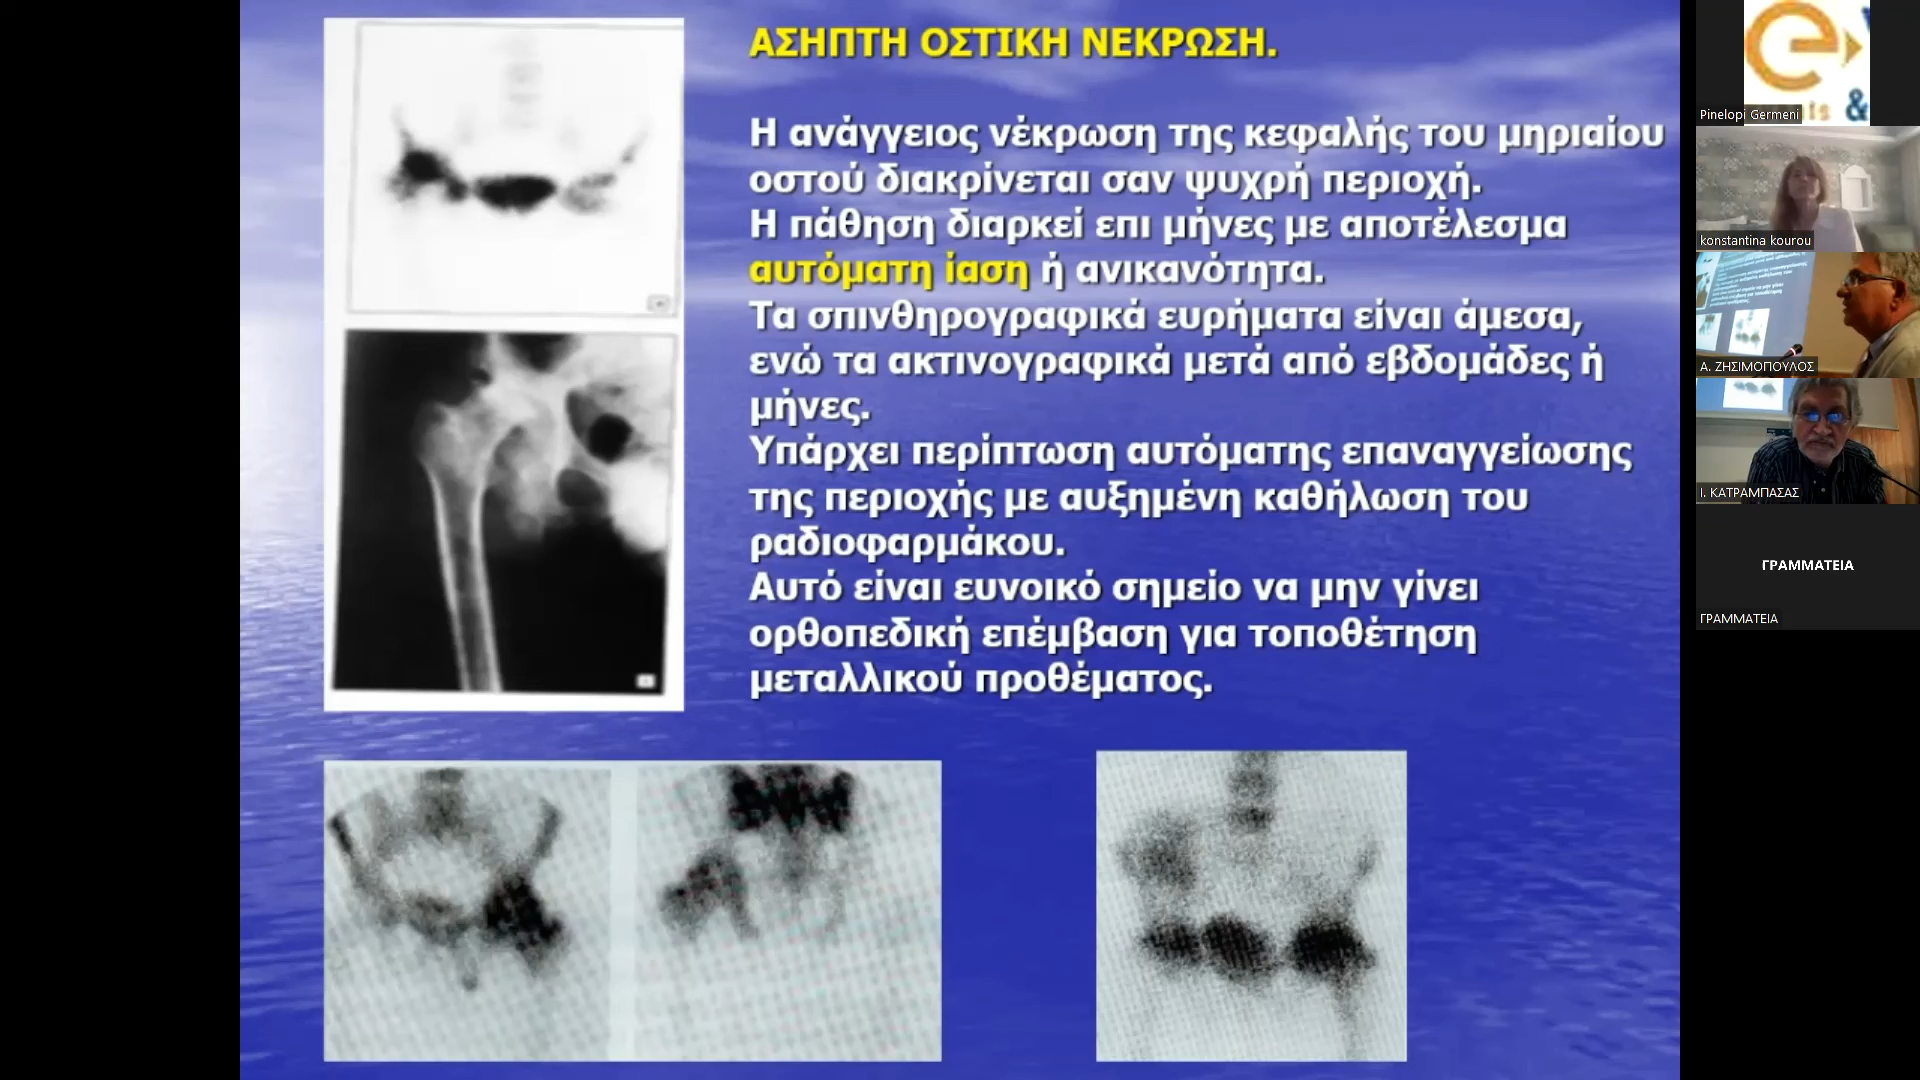 ΑΣΗΠΤΗ ΟΣΤΙΚΗ ΝΕΚΡΩΣΗ.
Η ανάγγειος νέκρωση της κεφαλής του μηριαίου
οστού διακρίνεται σαν ψυχρή περιοχή.
Η πάθηση διαρκεί επι μήνες με αποτέλεσμα
αυτόματη ίαση ή ανικανότητα.
Τα σπινθηρογραφικά ευρήματα είναι άμεσα,
ενώ τα ακτινογραφικά μετά από εβδομάδες ή
μήνες.
Υπάρχει περίπτωση αυτόματης επαναγγείωσης
της περιοχής με αυξημένη καθήλωση του
ραδιοφαρμάκου.
Αυτό είναι ευνοικό σημείο να μην γίνει
ορθοπεδική επέμβαση για τοποθέτηση
μεταλλικού προθέματος.
Pinelopi Germeni
konstantina kourou
Α. ΖΗΣΙΜΟΠΟΥΛΟΣ
Ι. ΚΑΤΡΑΜΠΑΣΑΣ
ΓΡΑΜΜΑΤΕΙΑ
ΓΡΑΜΜΑΤΕΙΑ